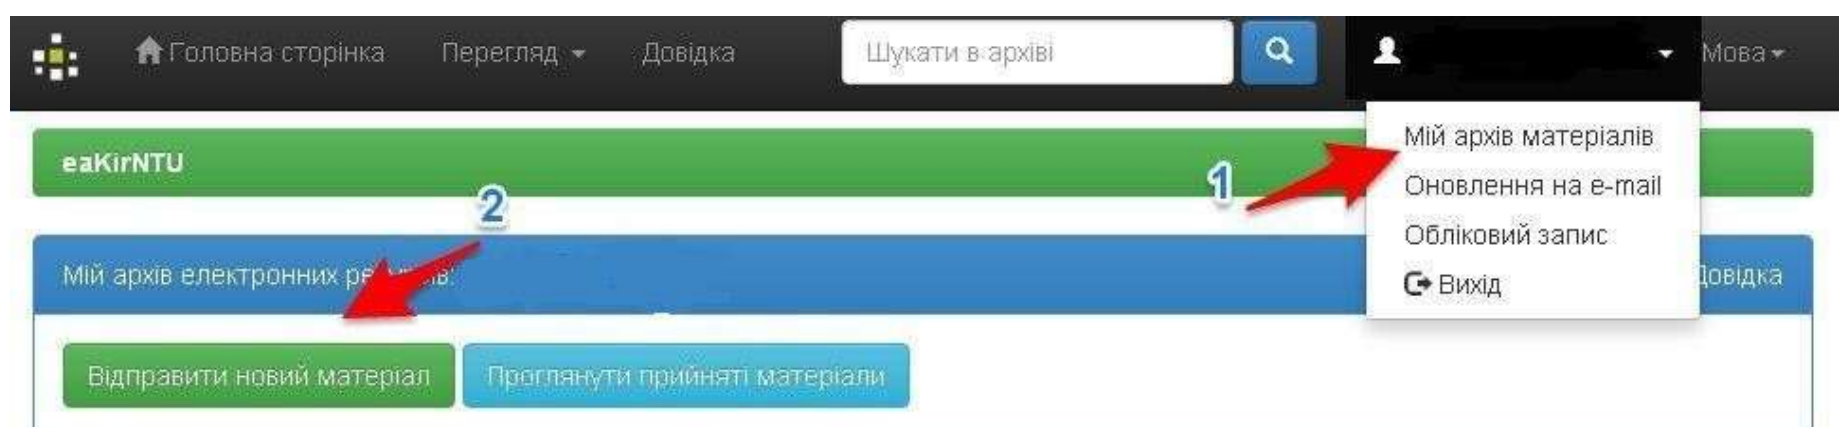 Головна сторінка Перегляд Довідка Шукати в архіві Мова
Мій архів матеріалів
eaKirNTU
1
Оновлення на e-mail
2
Обліковий запис
Мій архів електронних Довідка
Вихід
Відправити новий матеріал Проглянути прийняті матеріали